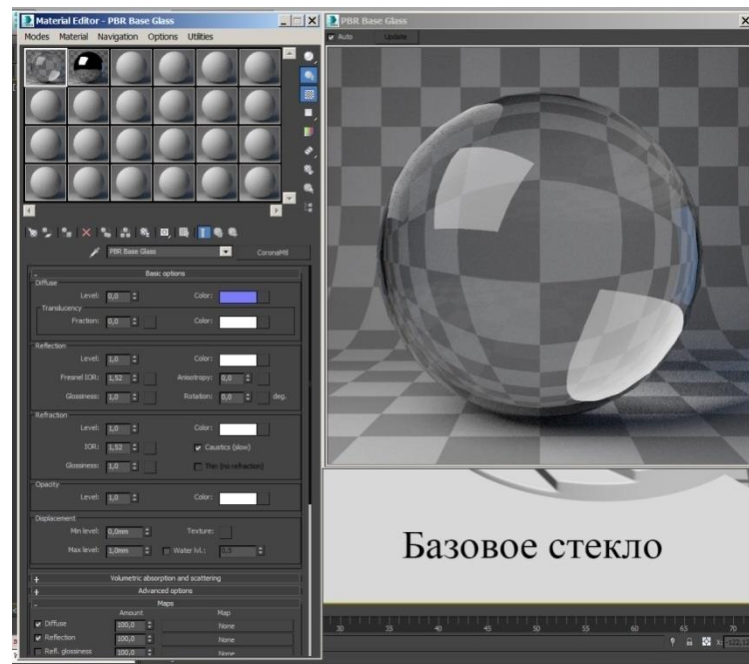 Material Editor - PBR Base Glass
Modes Material Navigation Options Utilities
PBR Base Glass CoronaMtl
Basic options
Diffuse
Level: 0,0 Color:
Translucency
Fraction: 0,0 Color:
Reflection
Level: 1,0 Color:
Fresnel IOR: 1,52 Anisotropy: 0,0
Glossiness: 1,0 Rotation: 0,0 deg.
Refraction
Level: 1,0 Color:
IOR: 1,52 Caustics (slow)
Glossiness: 1,0 Thin (no refraction)
Opacity
Level: 1,0 Color:
Displacement
Min level: 0,0mm Texture:
Max level: 1,0mm Water lvl.: 0,5
Volumetric absorption and scattering
Advanced options
Maps
Amount Map
Diffuse 100,0 None
Reflection 100,0 None
Refl. glossiness 100,0 None
PBR Base Glass
Auto Update
Базовое стекло
30 35 40 45 50 55 60 65 70
X: